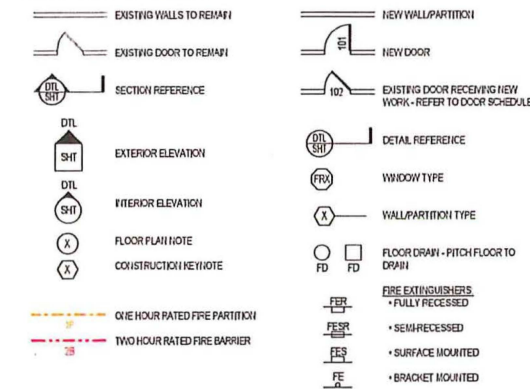 EXISTING WALLS TO REMAIN
EXISTING DOOR TO REMAIN
DTL
SHT
SECTION REFERENCE
DTL
SHT
EXTERIOR ELEVATION
DTL
SHT
INTERIOR ELEVATION
X
FLOOR PLAN NOTE
X
CONSTRUCTION KEYNOTE
1P
ONE HOUR RATED FIRE PARTITION
2B
TWO HOUR RATED FIRE BARRIER
NEW WALL/PARTITION
101
NEW DOOR
102
EXISTING DOOR RECEIVING NEW
WORK - REFER TO DOOR SCHEDULE
DTL
SHT
DETAIL REFERENCE
FRX
WINDOW TYPE
X
WALL/PARTITION TYPE
FD FD
FLOOR DRAIN - PITCH FLOOR TO
DRAIN
FIRE EXTINGUISHERS
FER
• FULLY RECESSED
FESR
• SEMI-RECESSED
FES
• SURFACE MOUNTED
FE
• BRACKET MOUNTED